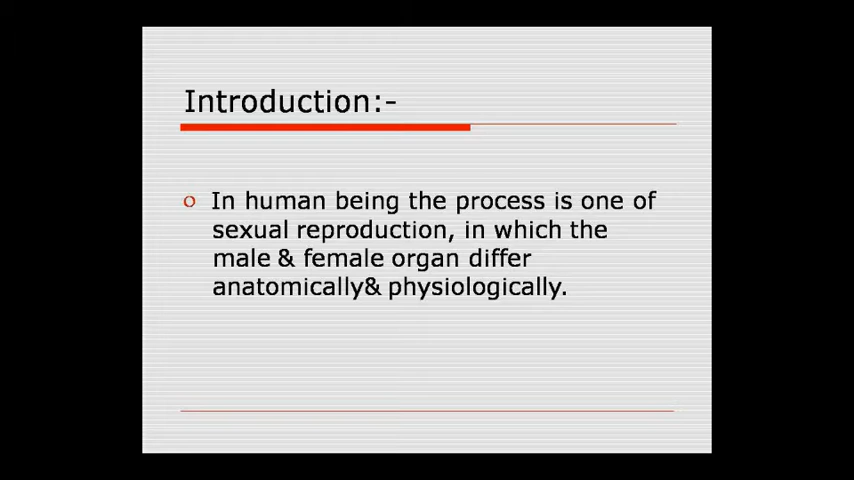 Introduction:-
In human being the process is one of
sexual reproduction, in which the
male & female organ differ
anatomically& physiologically.